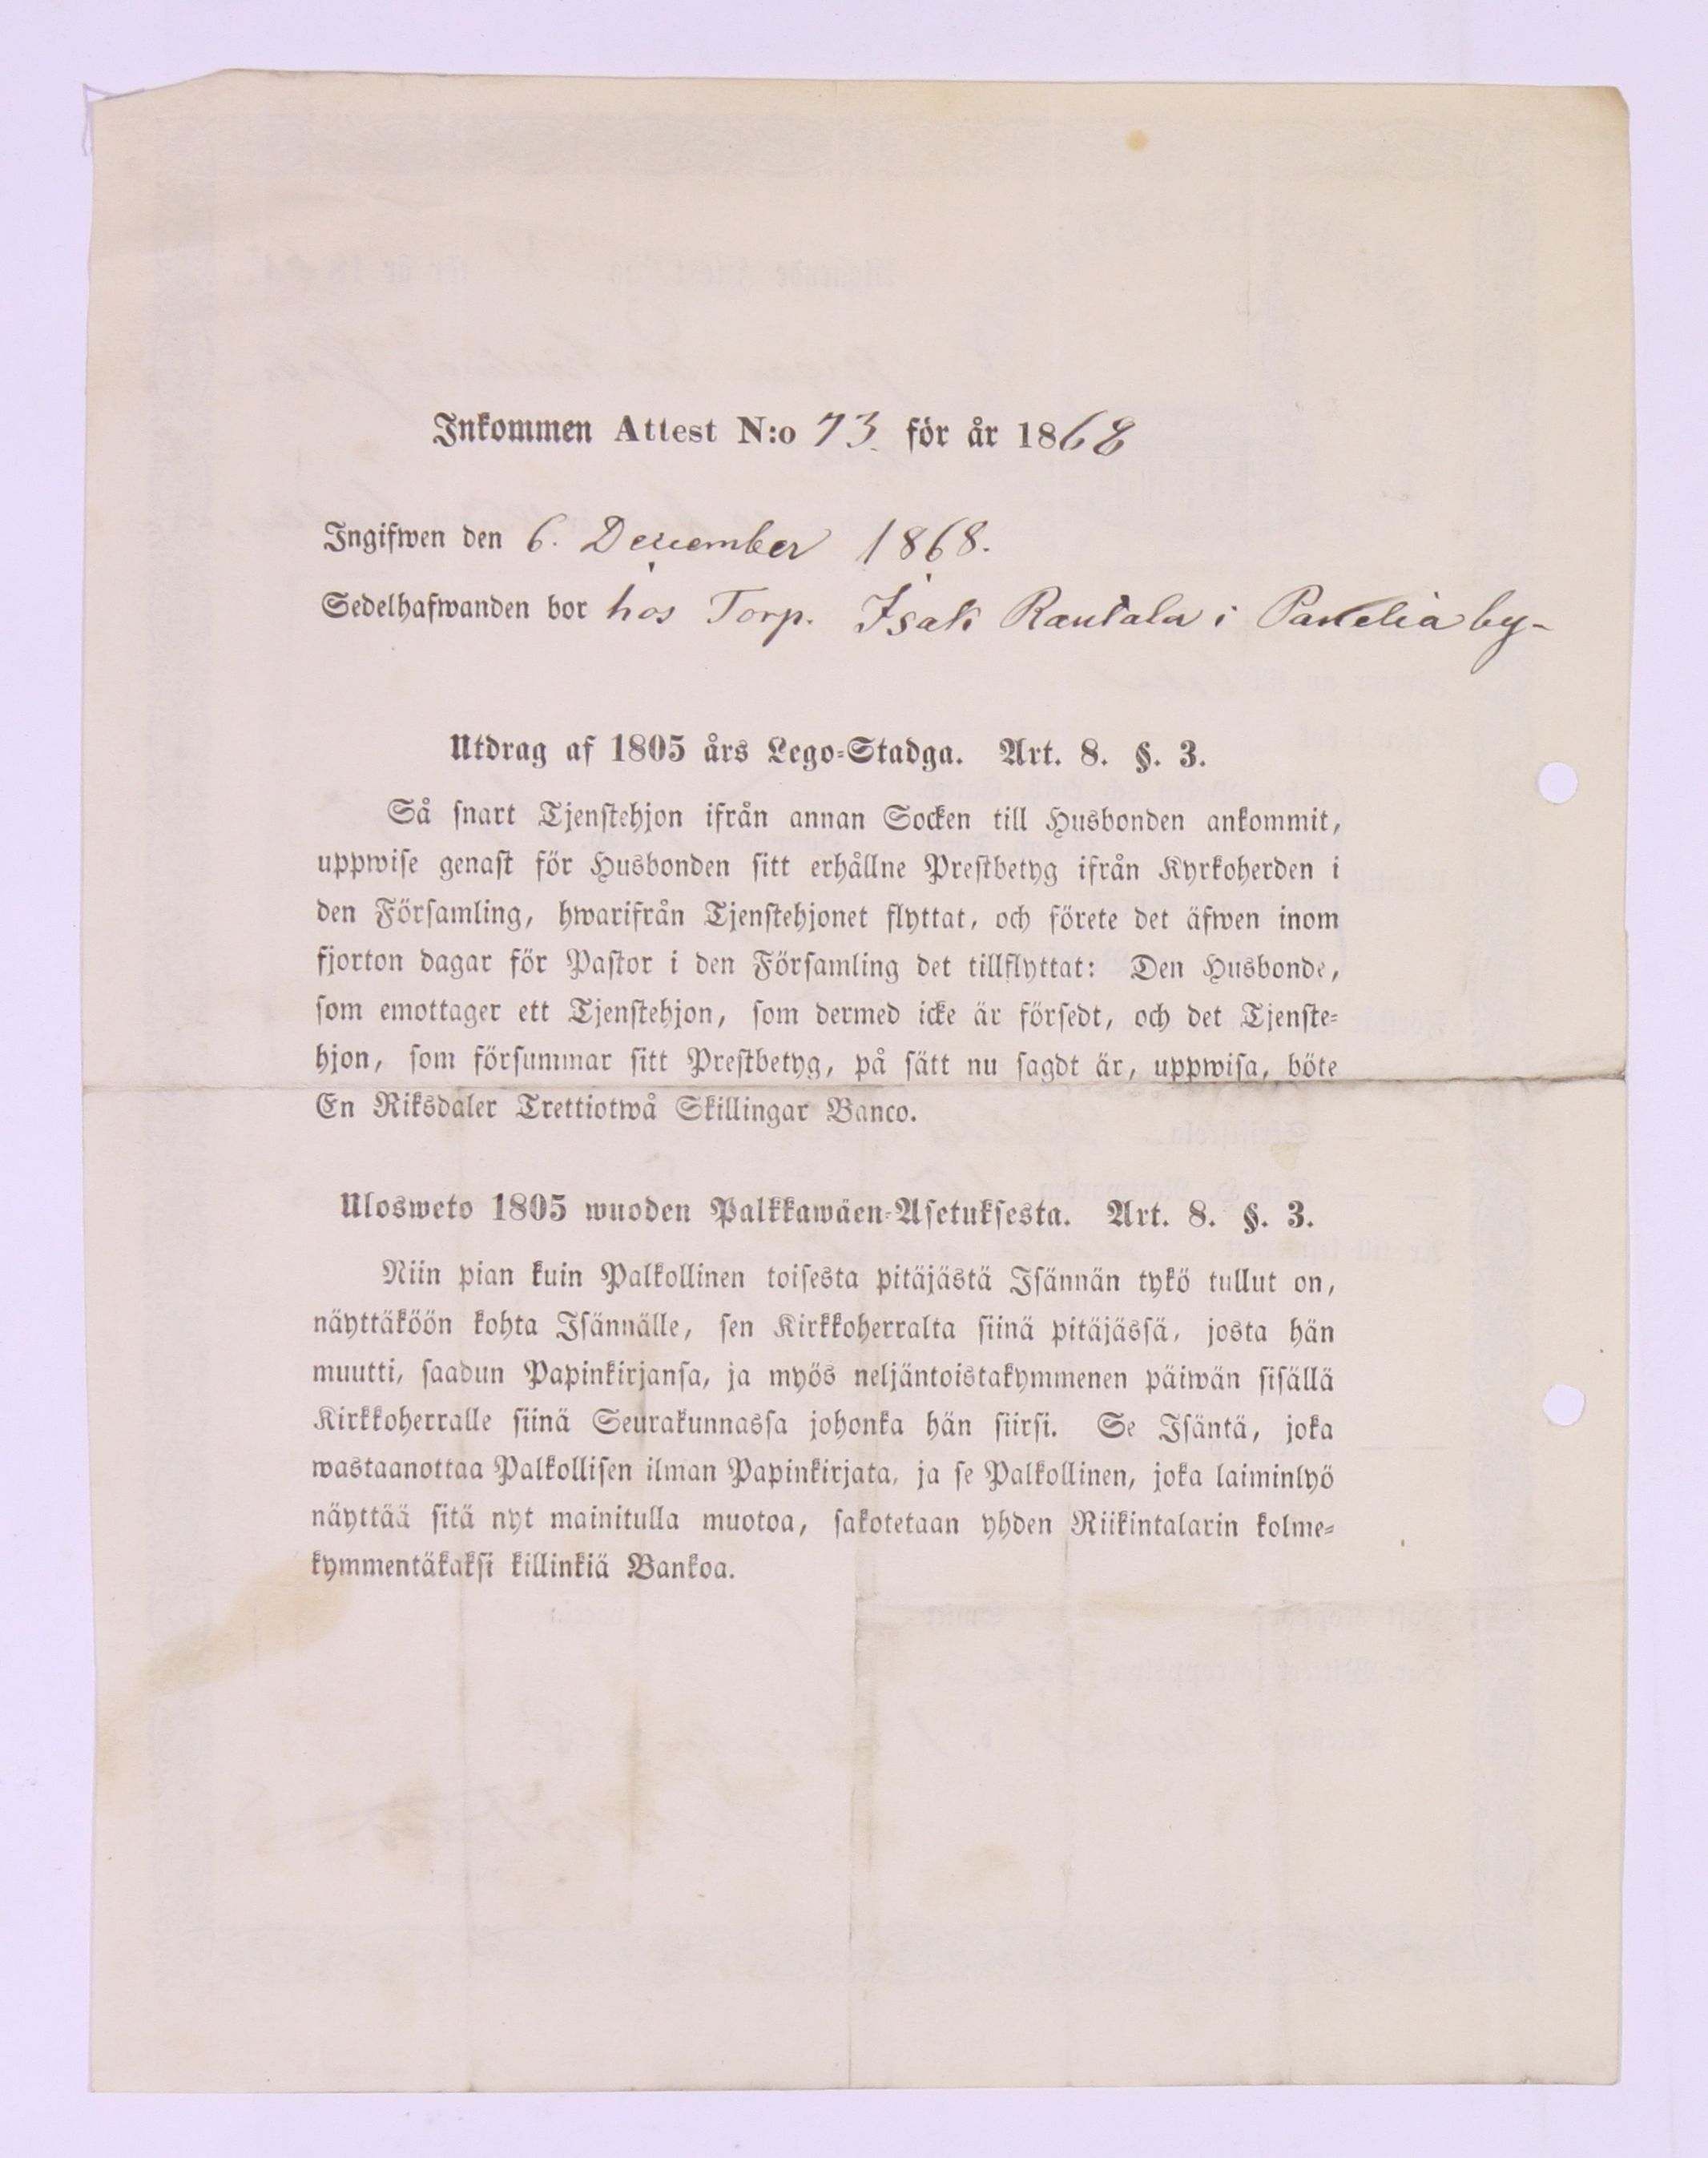 Inkommen Attest N:o 73. för år 1868
Ingifwen den 6. December 1868.
Sedelhafwanden bor hos Torp. Isak Rautala i Panelia by-
Utdrag af 1805 års Lego-Stadga. Art. 8. §. 3.
Så snart Tjenstehjon ifrån annan Socken till Husbonden ankommit,
uppwise genast för Husbonden sitt erhållne Prestbetyg ifrån Kyrkoherden i
den Församling, hwarifrån Tjenstehjonet flyttat, och förete det äfwen inom
fjorton dagar för Pastor i den Församling det tillflyttat: Den Husbonde,
som emottager ett Tjenstehjon, som dermed icke är försedt, och det Tjenste-
hjon, som försummar sitt Prestbetyg, på sätt nu sagdt är, uppwisa, böte
En Riksdaler Trettiotwå Skillingar Banco.
Ulosweto 1805 wuoden Palkkawäen-Asetuksesta. Art. 8. §. 3.
Niin pian kuin Palkollinen toisesta pitäjästä Isännän tykö tullut on,
näyttäköön kohta Isännälle, sen Kirkkoherralta siinä pitäjässä, josta hän
muutti, saadun Papinkirjansa, ja myös neljäntoistakymmenen päiwän sisällä
Kirkkoherralle siinä Seurakunnassa johonka hän siirsi. Se Isäntä, joka
wastaanottaa Palkollisen ilman Papinkirjata, ja se Palkollinen, joka laiminlyö
näyttää sitä nyt mainitulla muotoa, sakotetaan yhden Riikintalarin kolme-
kymmentäkaksi killinkiä Bankoa.